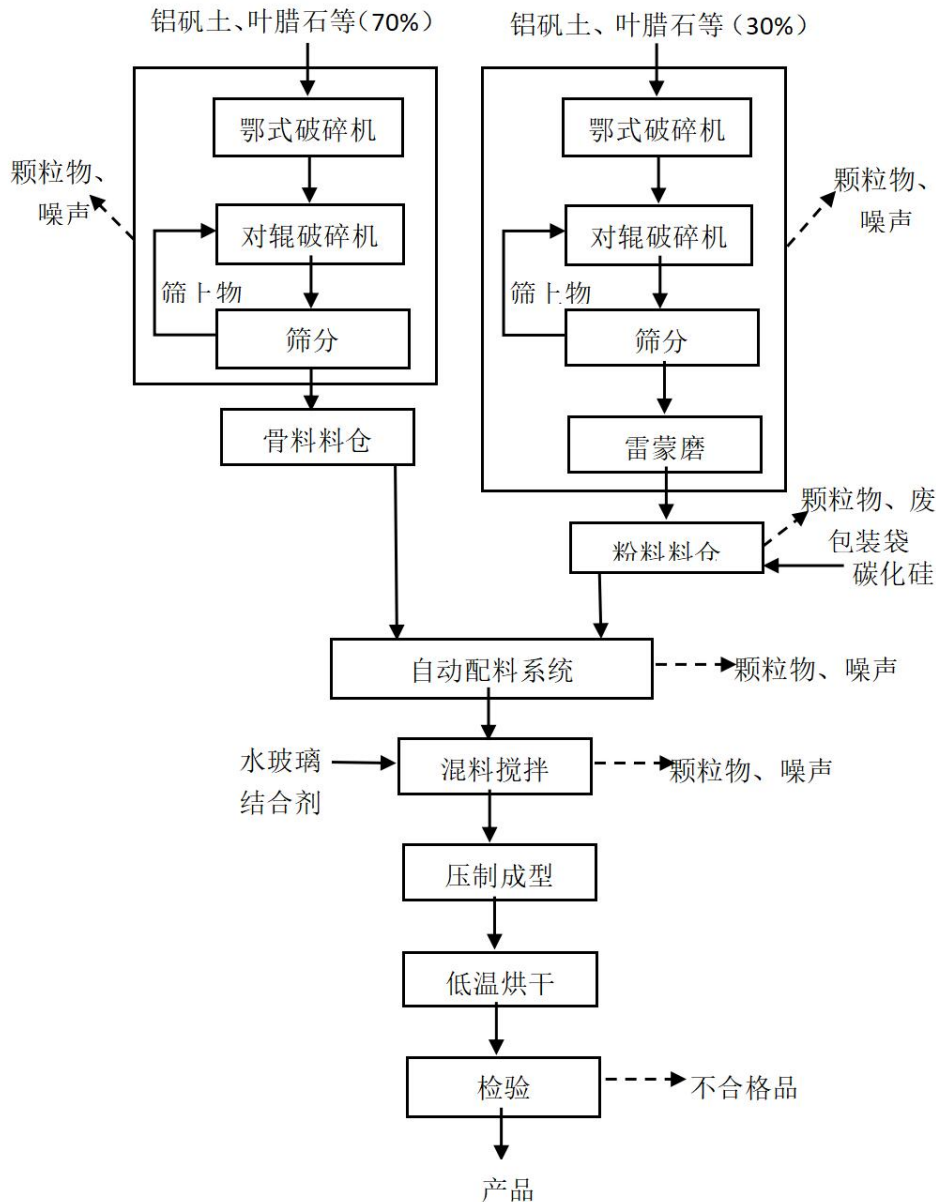 铝矾土、叶腊石等（70%）
铝矾土、叶腊石等（30%）
鄂式破碎机
鄂式破碎机
颗粒物、
噪声
颗粒物、
噪声
对辊破碎机
对辊破碎机
筛上物
筛上物
筛分
筛分
骨料料仓
雷蒙磨
颗粒物、废
包装袋
粉料料仓
碳化硅
自动配料系统
颗粒物、噪声
水玻璃
结合剂
混料搅拌
颗粒物、噪声
压制成型
低温烘干
检验
不合格品
产品